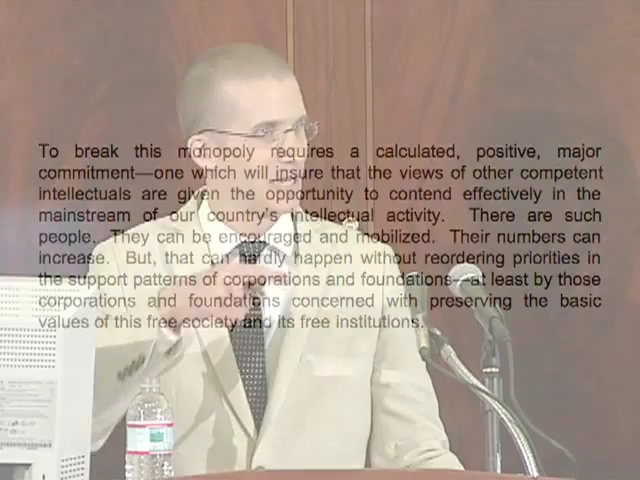 To break this monopoly requires a calculated, positive, major
commitment—one which will insure that the views of other competent
intellectuals are given the opportunity to contend effectively in the
mainstream of our country's intellectual activity. There are such
people. They can be encouraged and mobilized. Their numbers can
increase. But, that can hardly happen without reordering priorities in
the support patterns of corporations and foundations—at least by those
corporations and foundations concerned with preserving the basic
values of this free society and its free institutions.